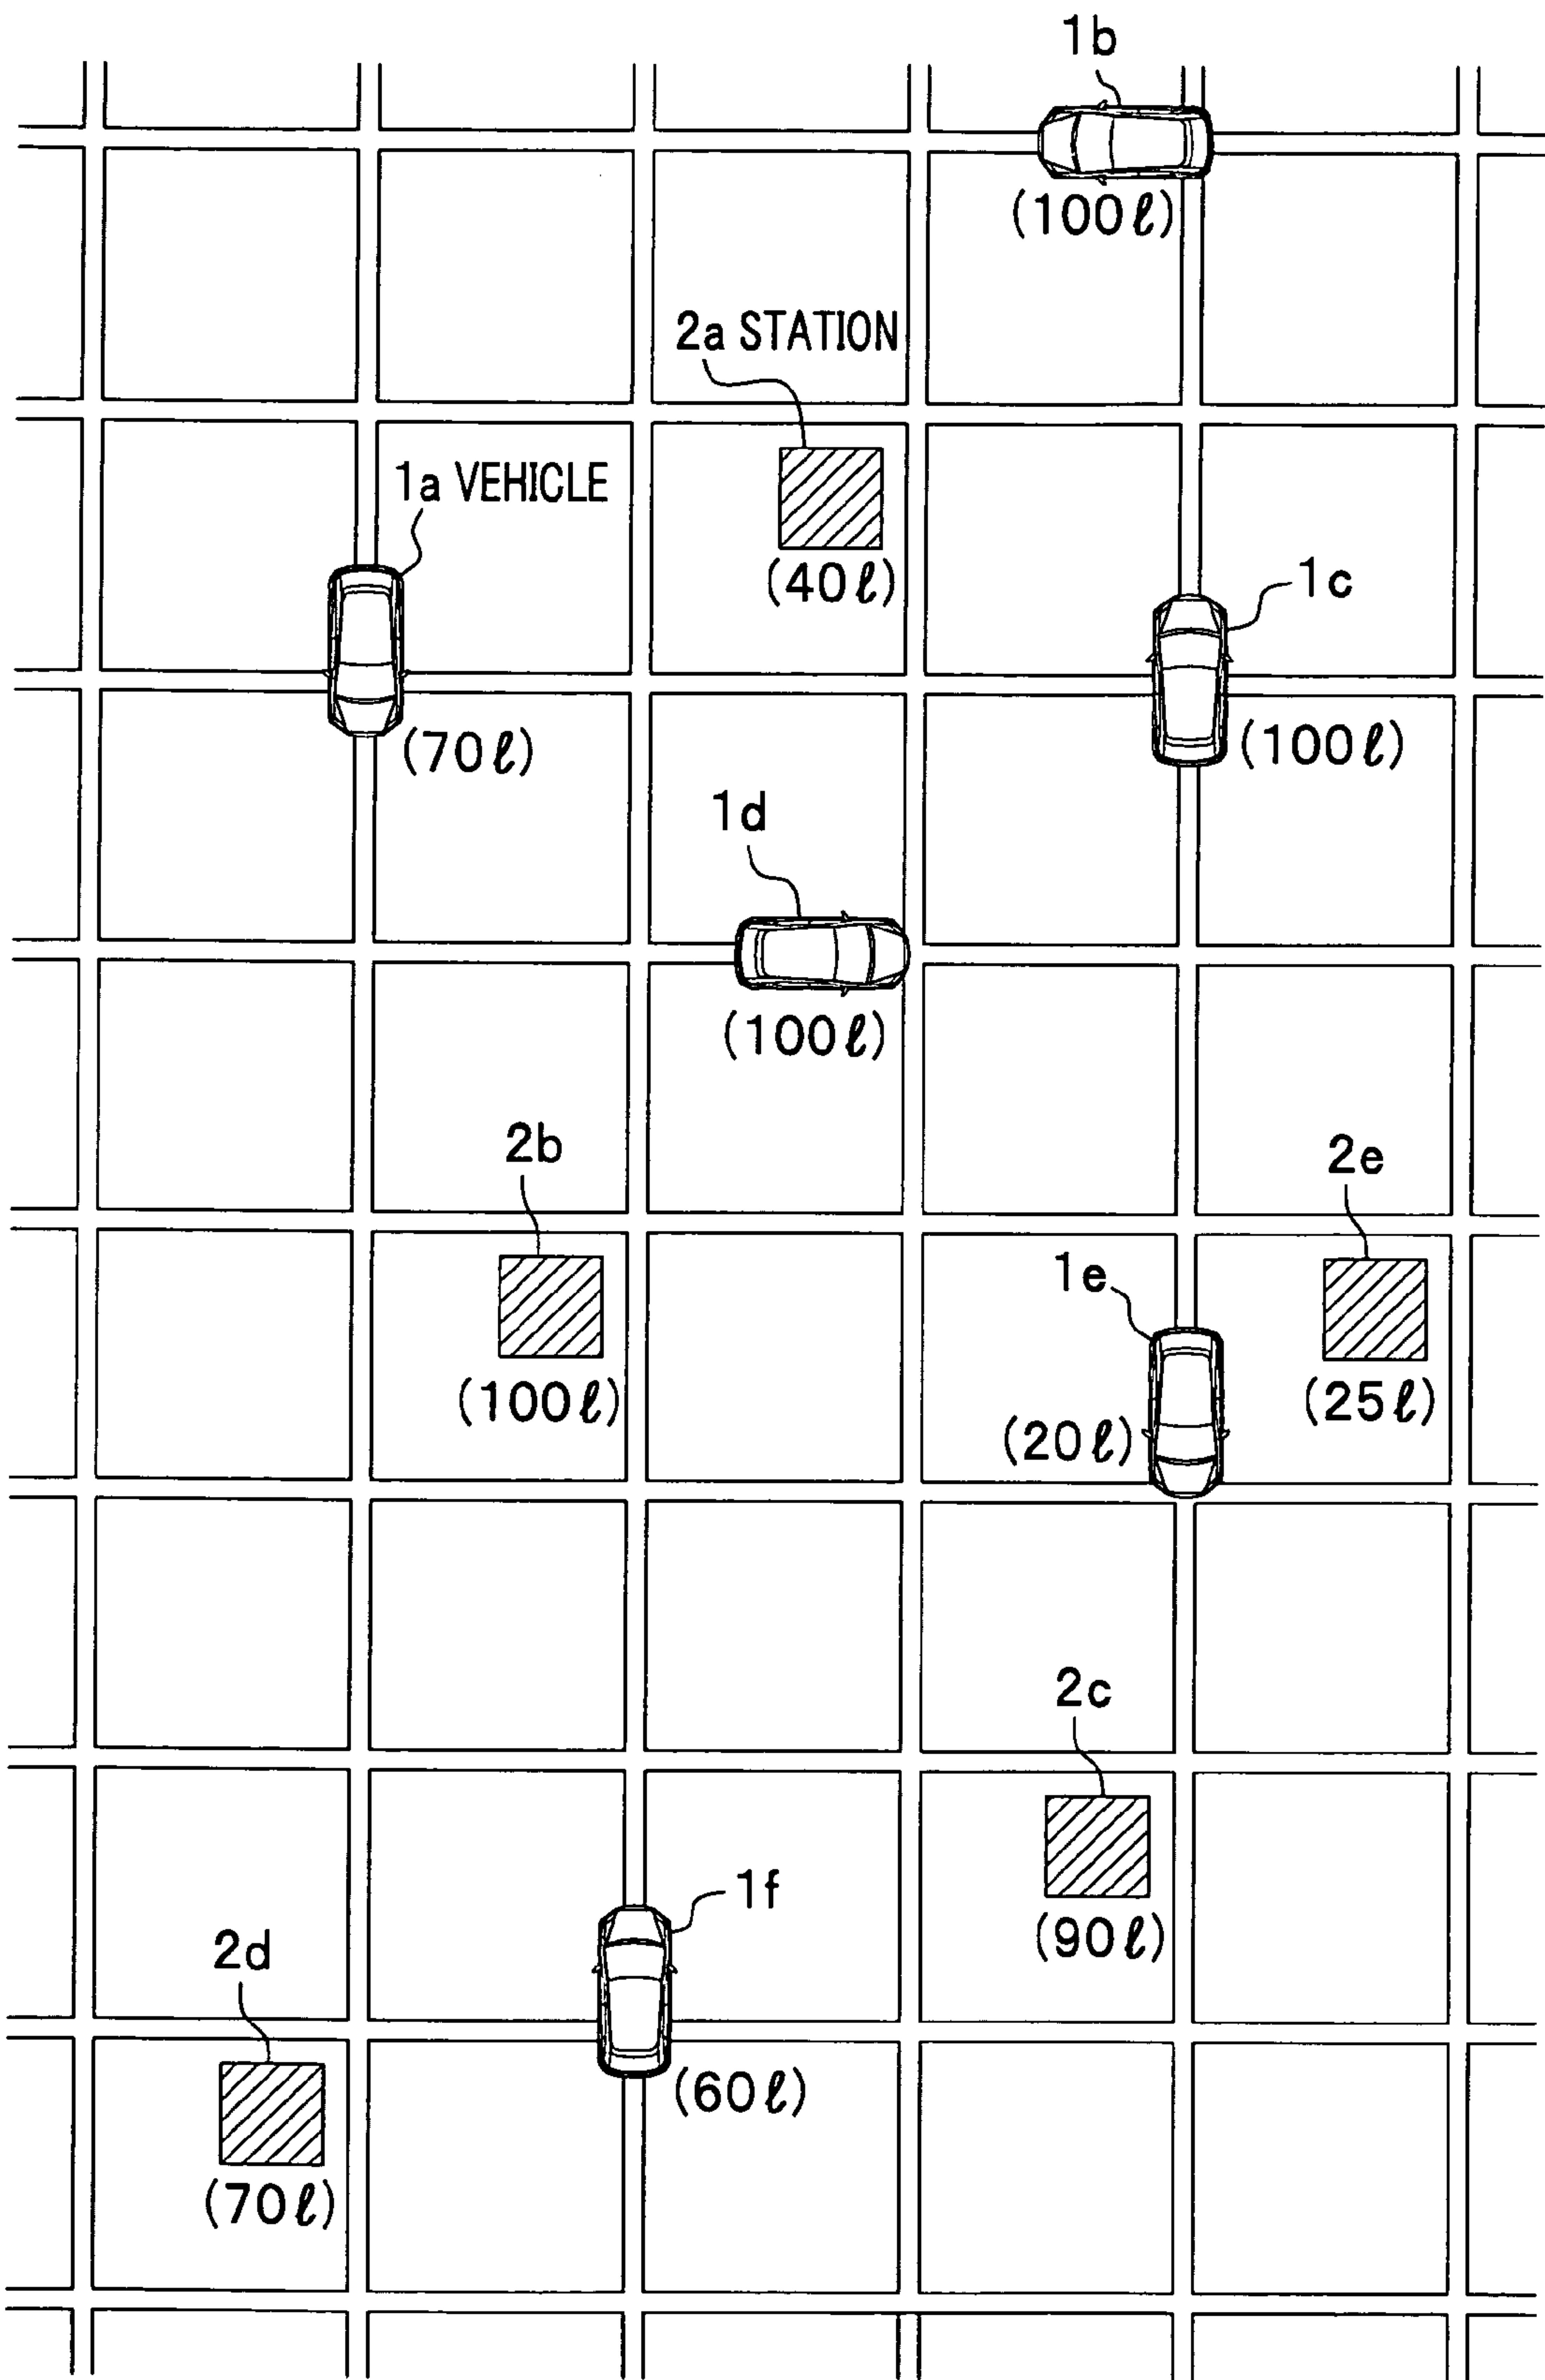 1b
(100ℓ)
2a STATION
(40ℓ)
1a VEHICLE
(70ℓ)
1c
(100ℓ)
1d
(100ℓ)
2b
(100ℓ)
2e
(25ℓ)
1e
(20ℓ)
2c
(90ℓ)
1f
(60ℓ)
2d
(70ℓ)